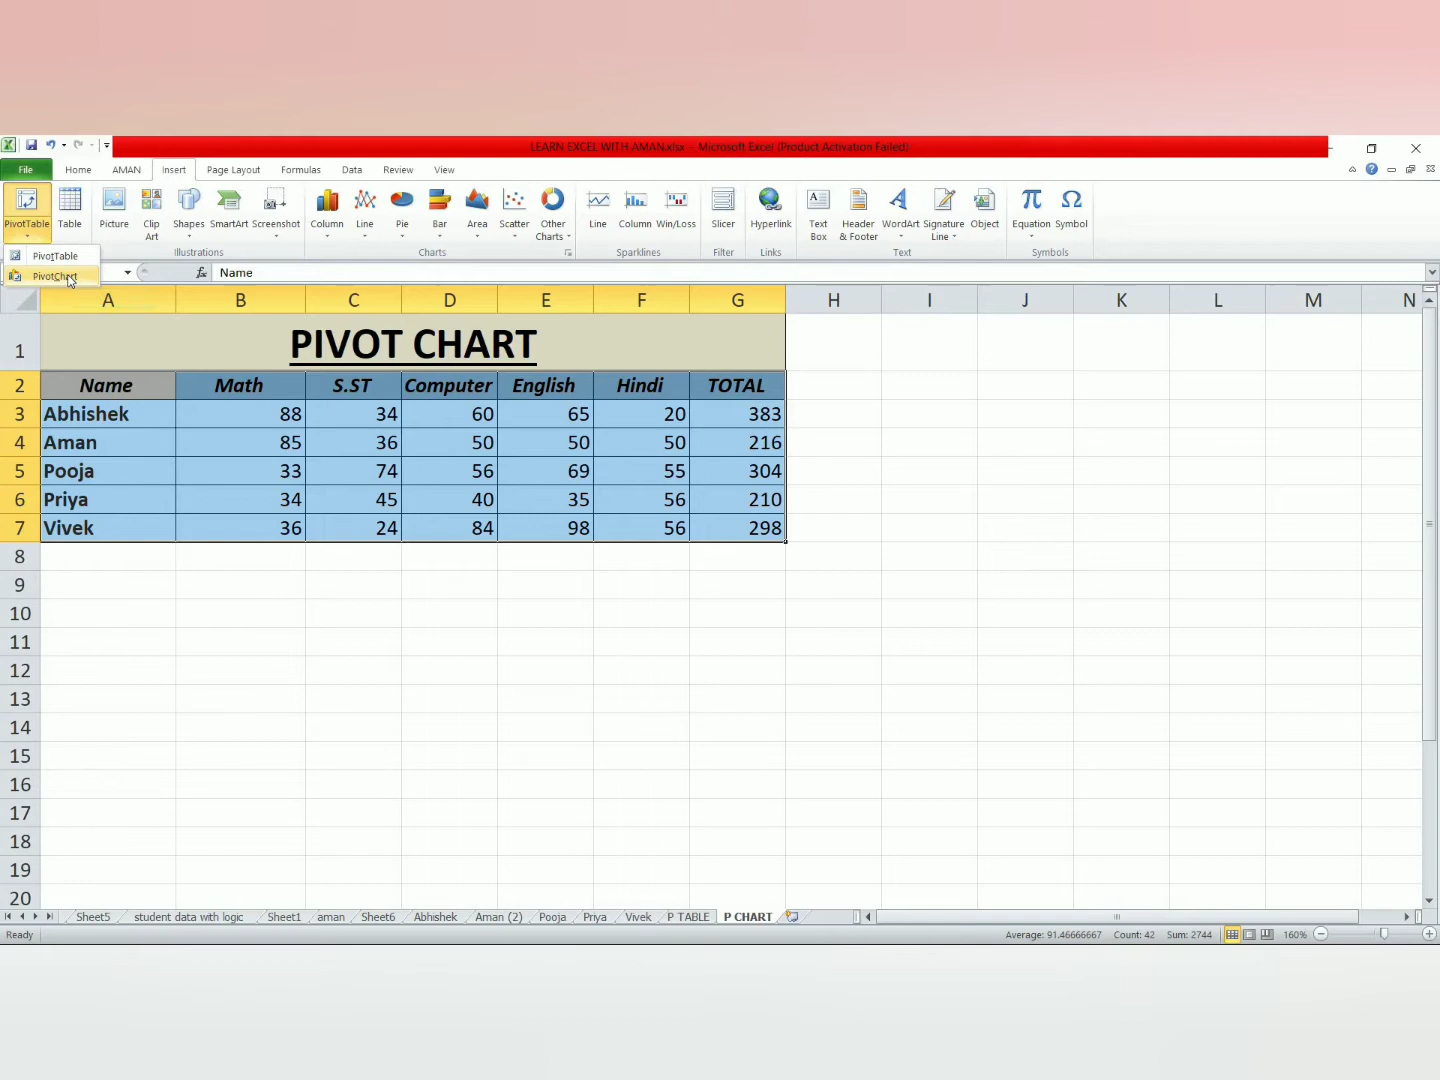 LEARN EXCEL WITH AMAN.xlsx - Microsoft Excel (Product Activation Failed)
File Home AMAN Insert Page Layout Formulas Data Review View
PivotTable Table Picture Clip Art Shapes SmartArt Screenshot Column Line Pie Bar Area Scatter Other Charts Line Column Win/Loss Slicer Hyperlink Text Box Header & Footer WordArt Signature Line Object Equation Symbol
Illustrations Charts Sparklines Filter Links Text Symbols
PivotTable
PivotChart
fx Name
A B C D E F G H I J K L M N
1 PIVOT CHART
2 Name Math S.ST Computer English Hindi TOTAL
3 Abhishek 88 34 60 65 20 383
4 Aman 85 36 50 50 50 216
5 Pooja 33 74 56 69 55 304
6 Priya 34 45 40 35 56 210
7 Vivek 36 24 84 98 56 298
8
9
10
11
12
13
14
15
16
17
18
19
20
Sheet5 student data with logic Sheet1 aman Sheet6 Abhishek Aman (2) Pooja Priya Vivek P TABLE P CHART
Ready Average: 91.46666667 Count: 42 Sum: 2744 160%